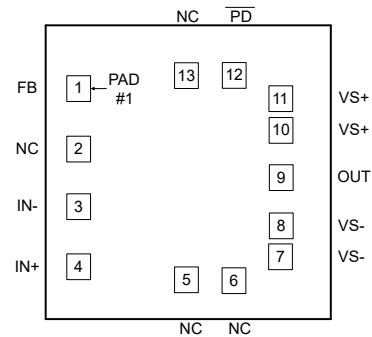 NC P̅D̅
FB 1 PAD #1 13 12
11 VS+
10 VS+
NC 2
9 OUT
IN- 3
8 VS-
7 VS-
IN+ 4
5 6
NC NC